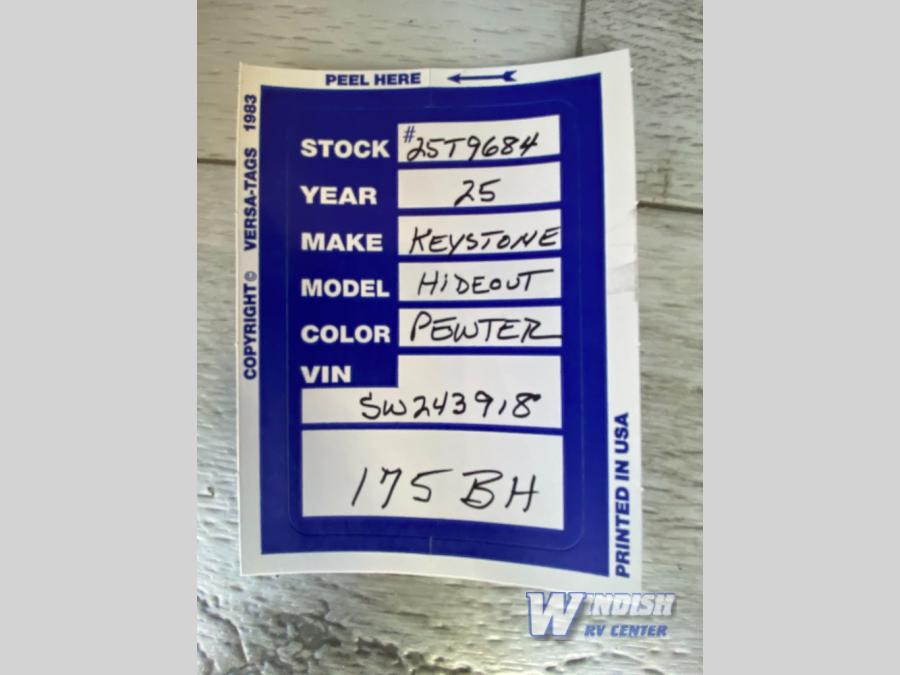 PEEL HERE
COPYRIGHT © VERSA-TAGS 1983
STOCK #25T9684
YEAR 25
MAKE KEYSTONE
MODEL HIDEOUT
COLOR PEWTER
VIN
SW243918
175 BH
PRINTED IN USA
WINDISH
RV CENTER